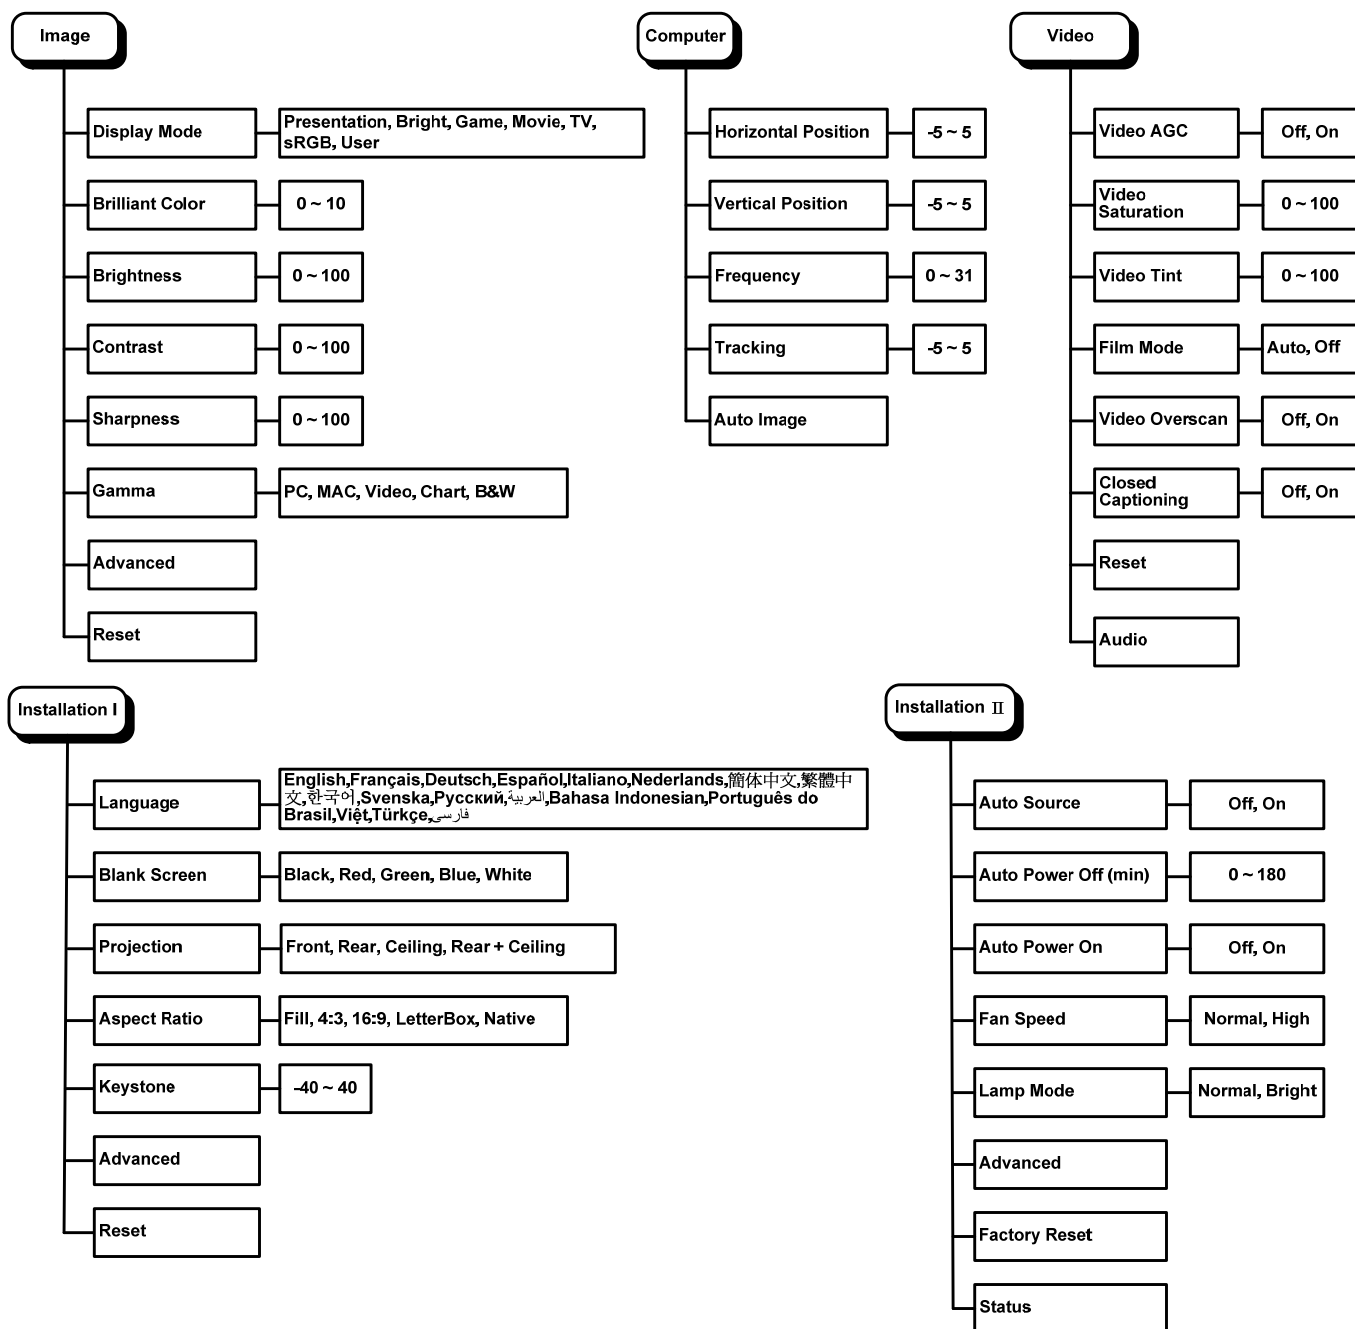 Image
Display Mode
Presentation, Bright, Game, Movie, TV,
sRGB, User
Brilliant Color
0 ~ 10
Brightness
0 ~ 100
Contrast
0 ~ 100
Sharpness
0 ~ 100
Gamma
PC, MAC, Video, Chart, B&W
Advanced
Reset
Computer
Horizontal Position
-5 ~ 5
Vertical Position
-5 ~ 5
Frequency
0 ~ 31
Tracking
-5 ~ 5
Auto Image
Video
Video AGC
Off, On
Video
Saturation
0 ~ 100
Video Tint
0 ~ 100
Film Mode
Auto, Off
Video Overscan
Off, On
Closed
Captioning
Off, On
Reset
Audio
Installation I
Language
English,Français,Deutsch,Español,Italiano,Nederlands,簡体中文,繁體中
文,한국어,Svenska,Русский,العربية,Bahasa Indonesian,Português do
Brasil,Việt,Türkçe,فارسی
Blank Screen
Black, Red, Green, Blue, White
Projection
Front, Rear, Ceiling, Rear + Ceiling
Aspect Ratio
Fill, 4:3, 16:9, LetterBox, Native
Keystone
-40 ~ 40
Advanced
Reset
Installation II
Auto Source
Off, On
Auto Power Off (min)
0 ~ 180
Auto Power On
Off, On
Fan Speed
Normal, High
Lamp Mode
Normal, Bright
Advanced
Factory Reset
Status